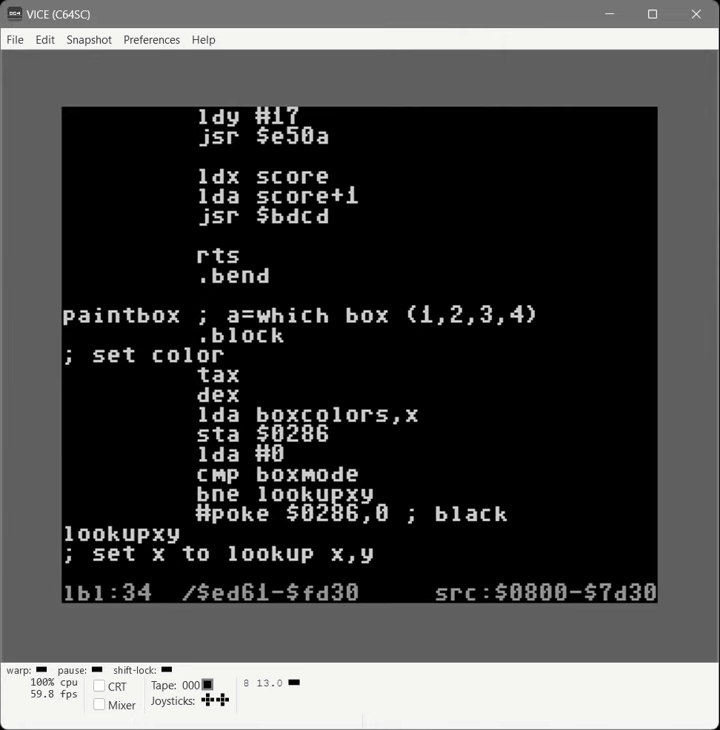 VICE (C64SC)
File Edit Snapshot Preferences Help
ldy #17
jsr $e50a
ldx score
lda score+1
jsr $bdcd
rts
.bend
paintbox ; a=which box (1,2,3,4)
.block
; set color
tax
dex
lda boxcolors,x
sta $0286
lda #0
cmp boxmode
bne lookupxy
#poke $0286,0 ; black
lookupxy
; set x to lookup x,y
lbl:34 /$ed61-$fd30 src:$0800-$7d30
warp: pause: shift-lock:
100% cpu
59.8 fps
CRT
Mixer
Tape: 000
Joysticks:
8 13.0